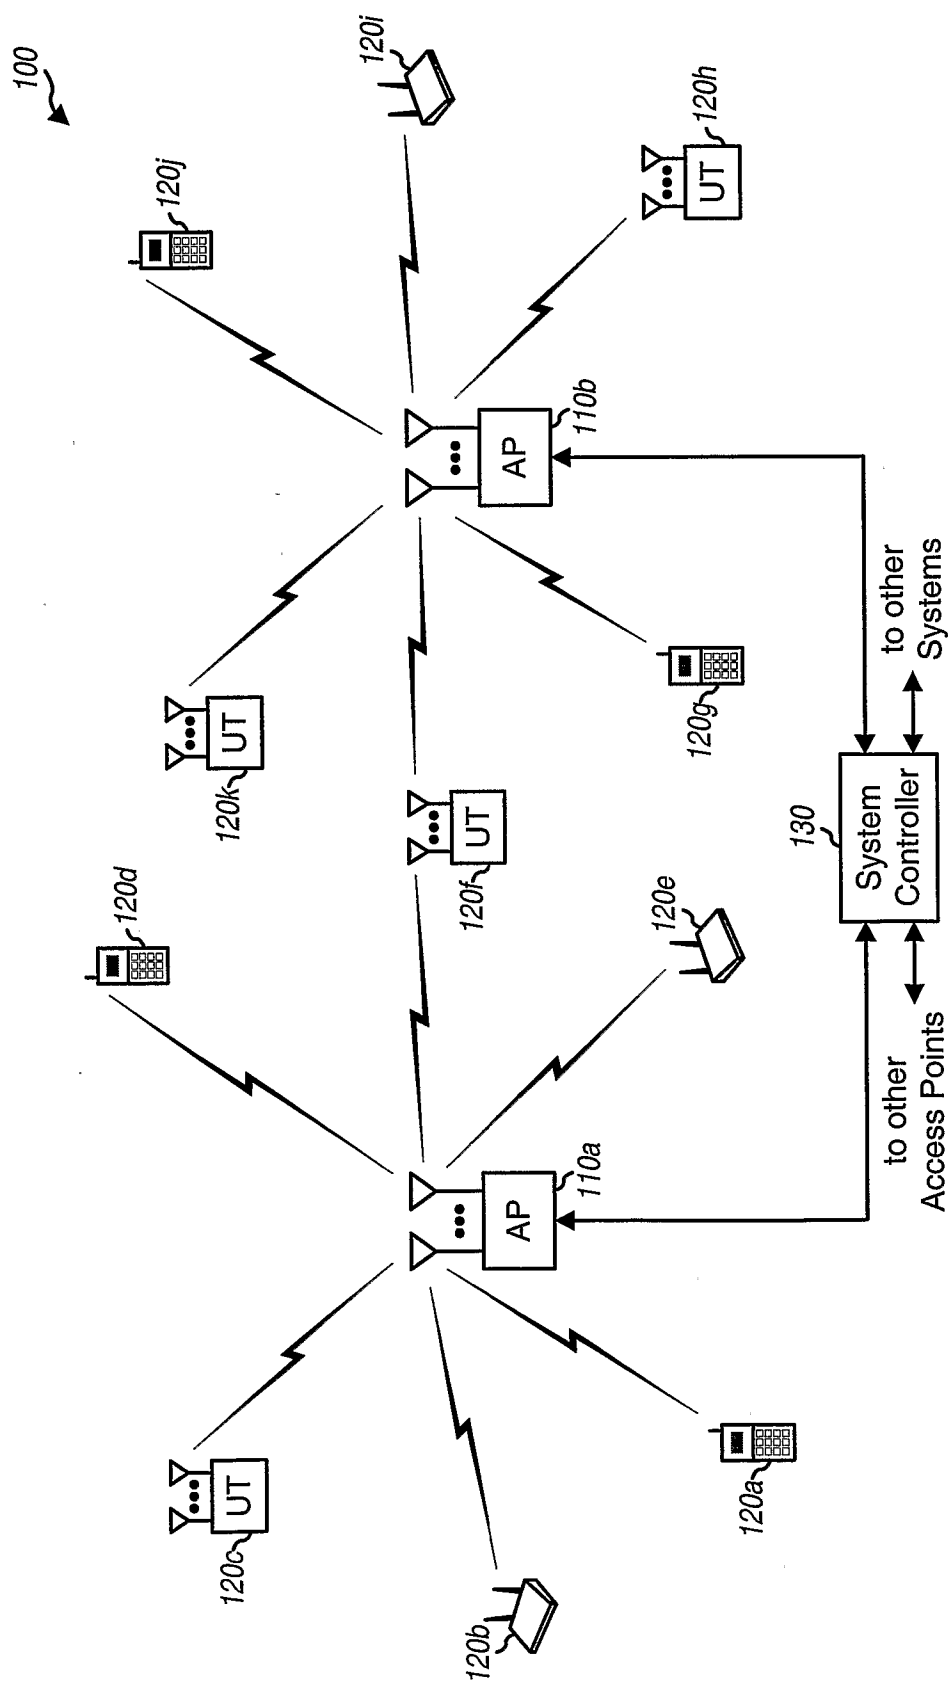 100
120j
120i
120d
120k
UT
120c
UT
120f
UT
120h
UT
120b
110a
AP
110b
AP
120e
120g
120a
130
System
Controller
to other
Access Points
to other
Systems